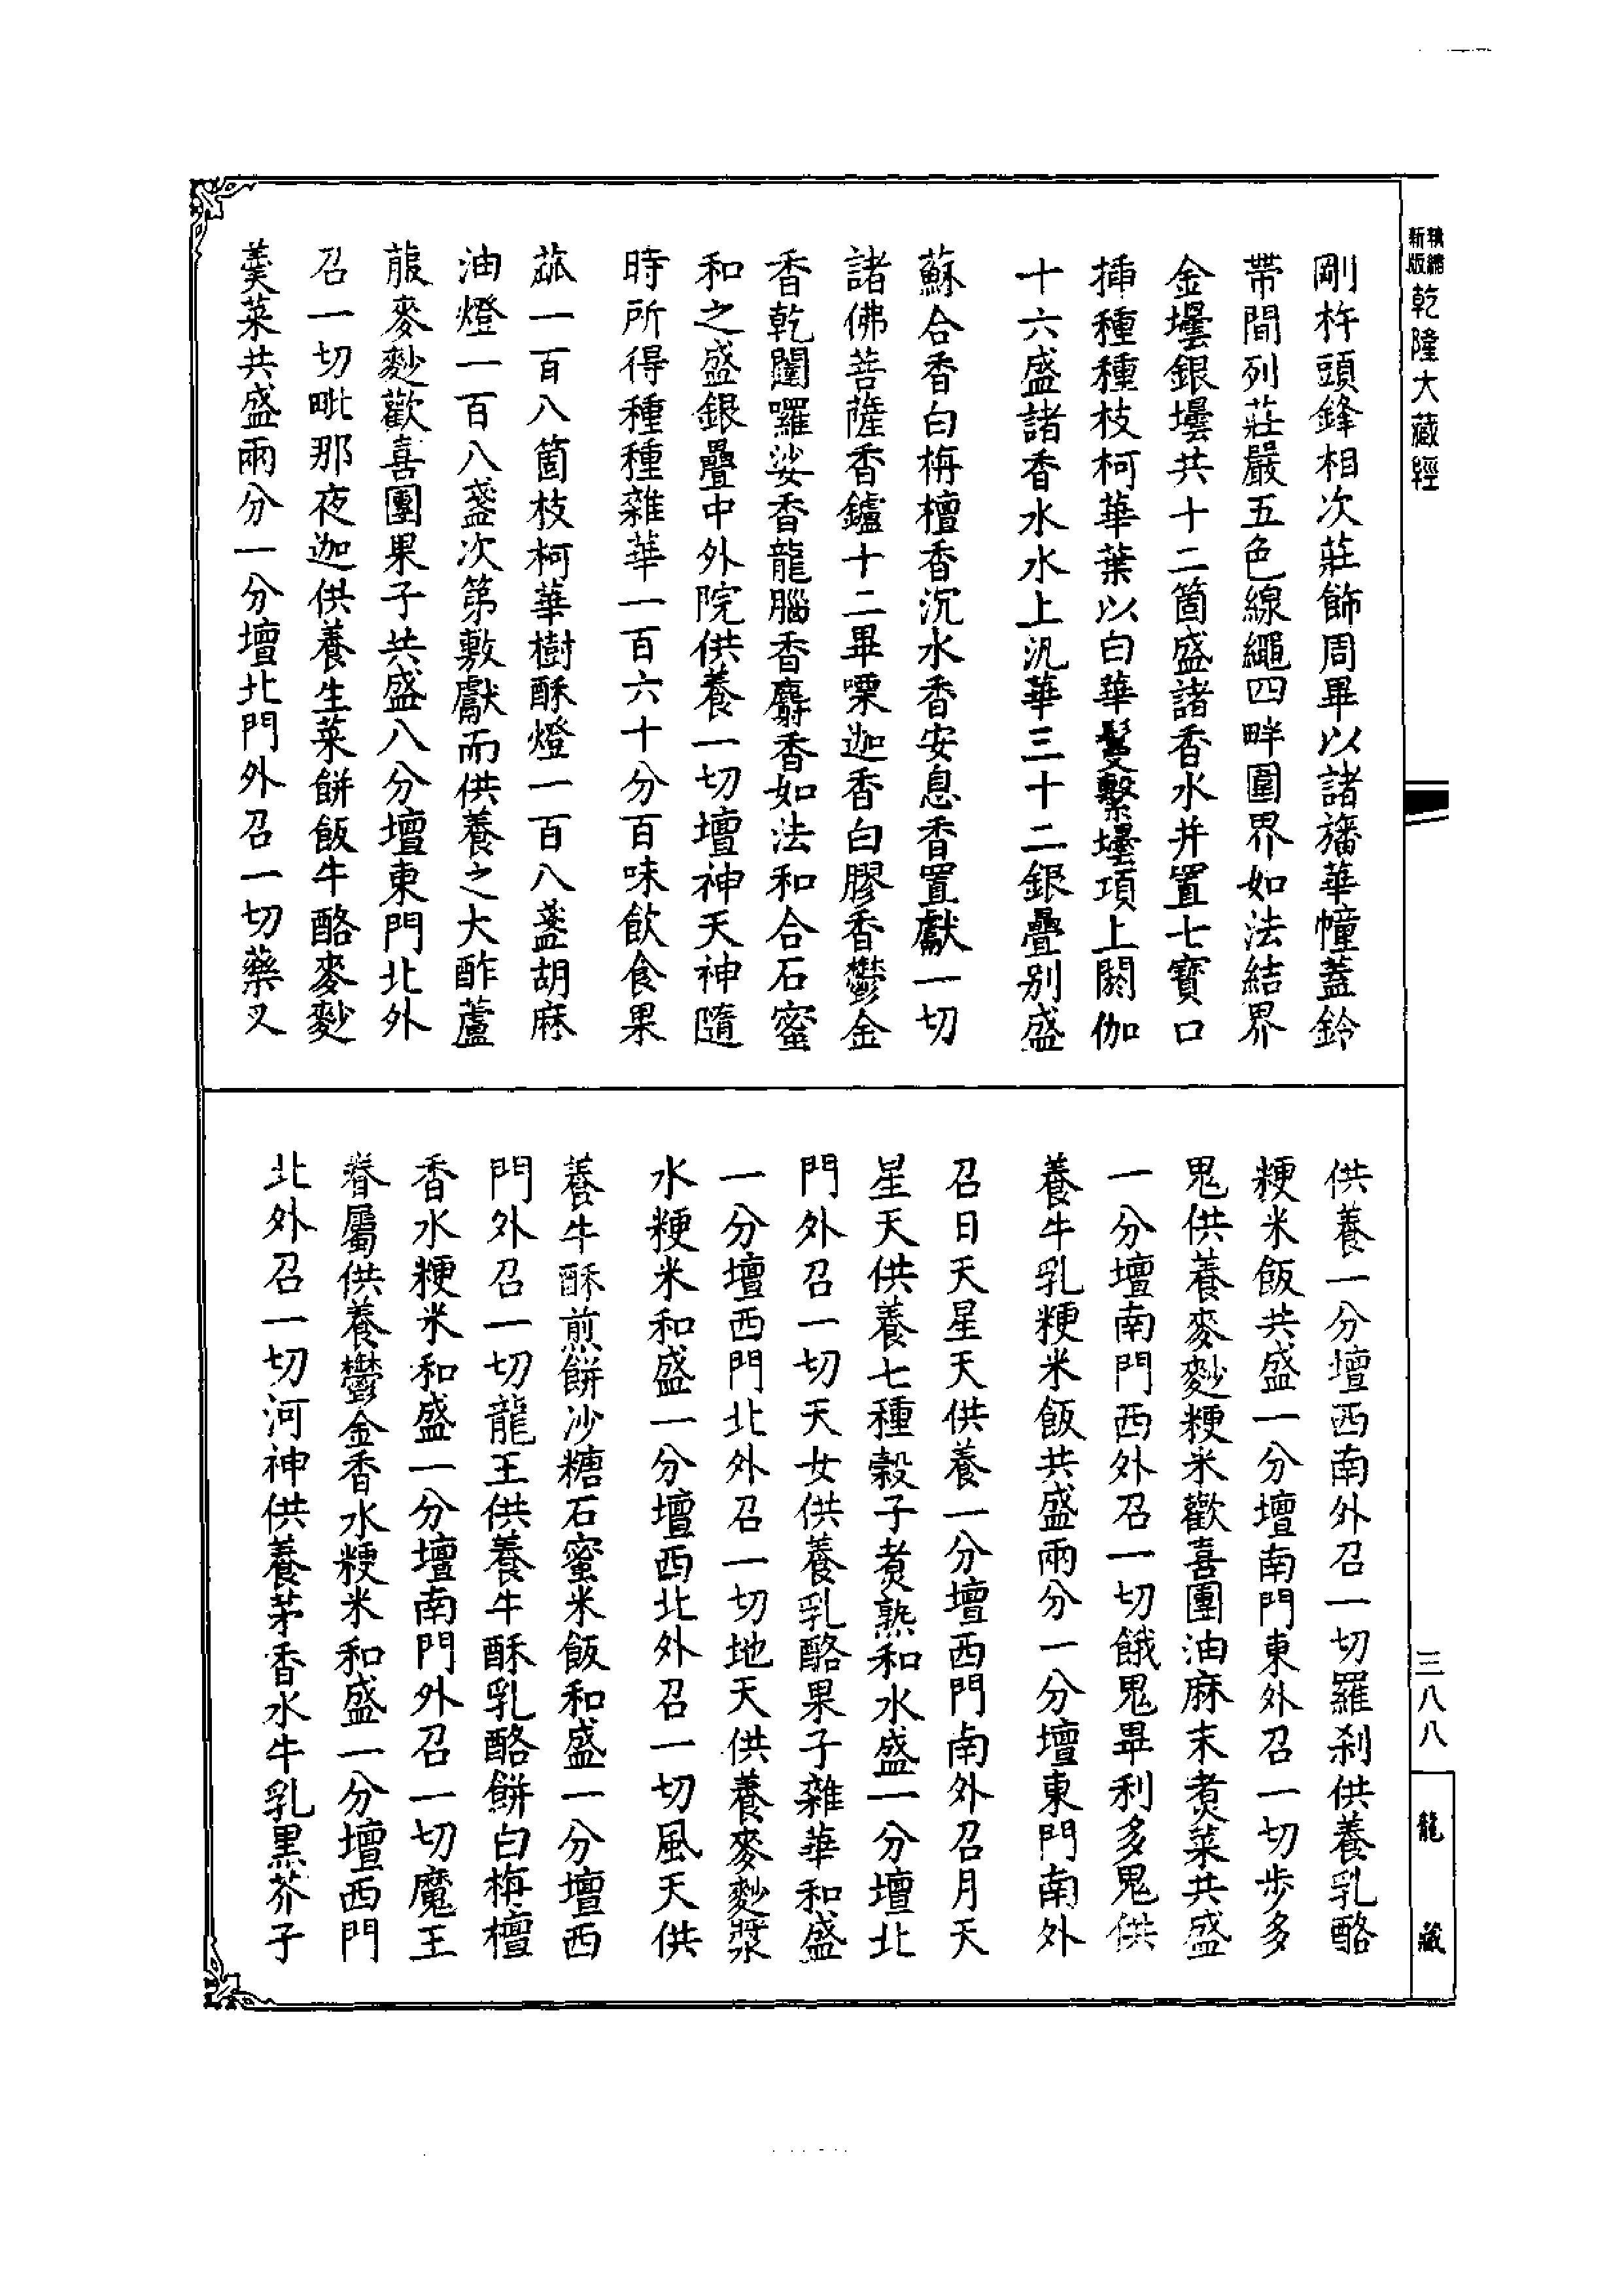 新版
乾隆大藏經
剛杵頭鋒相次莊飾周畢以諸旛華幢蓋鈴
帶間列莊嚴五色線繩四畔圍界如法結界
金壜銀壜共十二箇盛諸香水并置七寶口
揷種種枝柯華葉以白華鬘繫壜項上閼伽
十六盛諸香水水上汎華三十二銀疊别盛
蘇合香白栴檀香沉水香安息香置獻一切
諸佛菩薩香鑪十二畢㗚迦香白膠香鬱金
香乾闥囉娑香龍腦香麝香如法和合石蜜
和之盛銀疊中外院供養一切壇神天神隨
時所得種種雜華一百六十分百味飲食果
蓏一百八箇枝柯華樹酥燈一百八盞胡麻
油燈一百八盞次第敷獻而供養之大酢蘆
菔麥麨歡喜團果子共盛八分壇東門北外
召一切毗那夜迦供養生菜餅飯牛酪麥麨
羹菜共盛兩分一分壇北門外召一切藥叉
供養一分壇西南外召一切羅剎供養乳酪
粳米飯共盛一分壇南門東外召一切步多
鬼供養麥麨粳米歡喜團油麻末煮菜共盛
一分壇南門西外召一切餓鬼畢利多鬼供
養牛乳粳米飯共盛兩分一分壇東門南外
召日天星天供養一分壇西門南外召月天
星天供養七種穀子煮熟和水盛一分壇北
門外召一切天女供養乳酪果子雜華和盛
一分壇西門北外召一切地天供養麥麨漿
水粳米和盛一分壇西北外召一切風天供
養牛酥煎餅沙糖石蜜米飯和盛一分壇西
門外召一切龍王供養牛酥乳酪餅白栴檀
香水粳米和盛一分壇南門外召一切魔王
眷屬供養鬱金香水粳米和盛一分壇西門
北外召一切河神供養茅香水牛乳黑芥子
三八八
龍藏